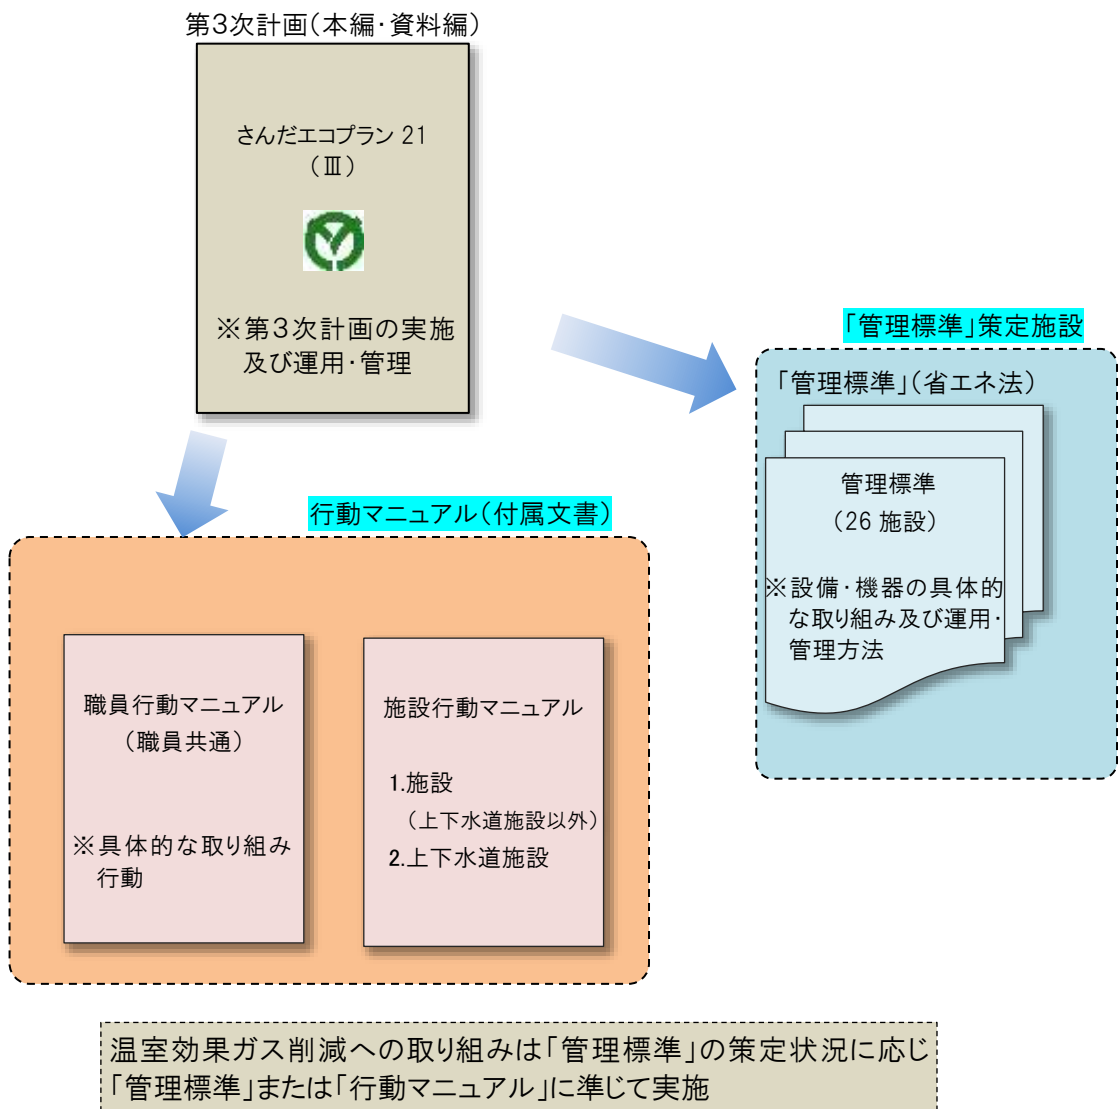 第3次計画(本編・資料編)
さんだエコプラン 21
(Ⅲ)
※第3次計画の実施
及び運用・管理
「管理標準」策定施設
「管理標準」(省エネ法)
管理標準
(26 施設)
※設備・機器の具体的
な取り組み及び運用・
管理方法
行動マニュアル(付属文書)
職員行動マニュアル
(職員共通)
※具体的な取り組み
行動
施設行動マニュアル
1.施設
(上下水道施設以外)
2.上下水道施設
温室効果ガス削減への取り組みは「管理標準」の策定状況に応じ
「管理標準」または「行動マニュアル」に準じて実施